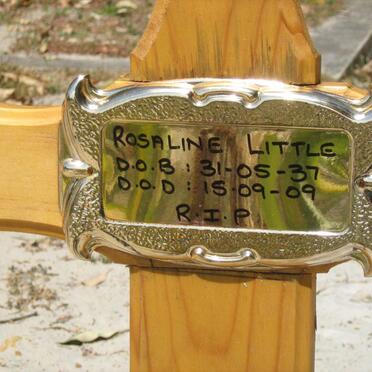 ROSALINE LITTLE
D.O.B : 31-05-37
D.O.D : 15-09-09
R.I.P